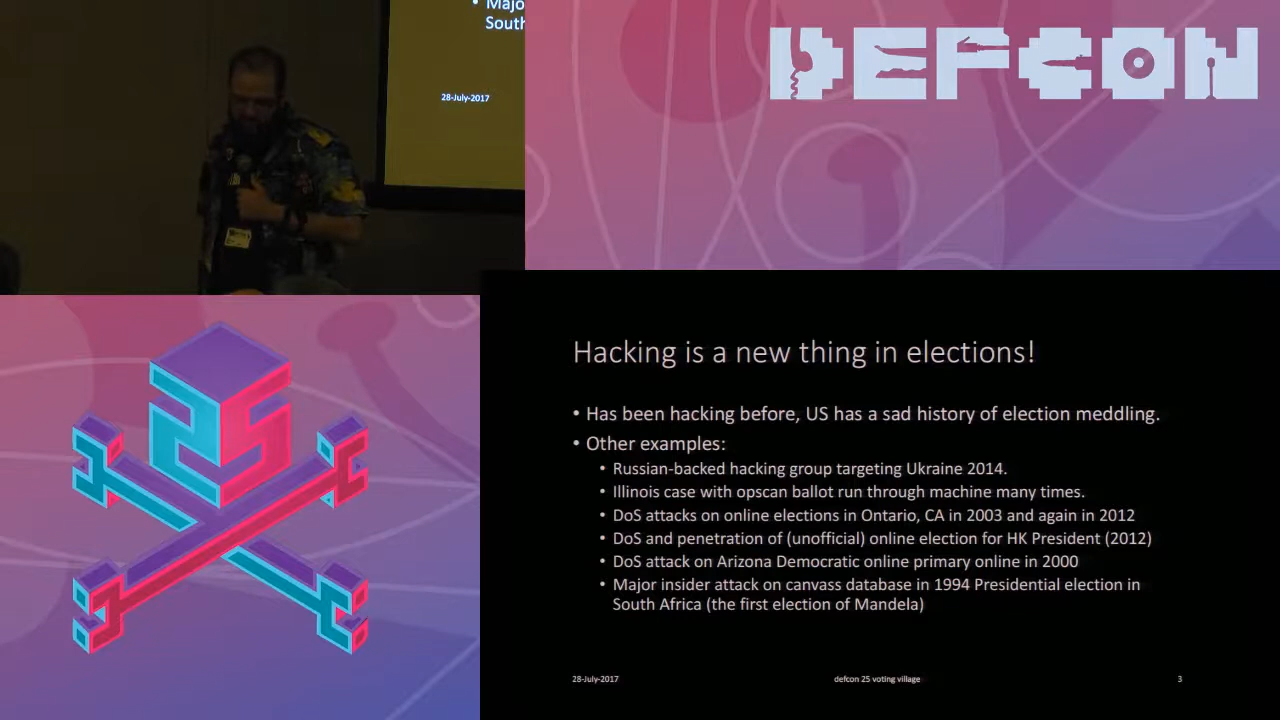 • Majo
South
28-July-2017
DEFCON
Hacking is a new thing in elections!
• Has been hacking before, US has a sad history of election meddling.
• Other examples:
• Russian-backed hacking group targeting Ukraine 2014.
• Illinois case with opscan ballot run through machine many times.
• DoS attacks on online elections in Ontario, CA in 2003 and again in 2012
• DoS and penetration of (unofficial) online election for HK President (2012)
• DoS attack on Arizona Democratic online primary online in 2000
• Major insider attack on canvass database in 1994 Presidential election in
South Africa (the first election of Mandela)
28-July-2017 defcon 25 voting village 3